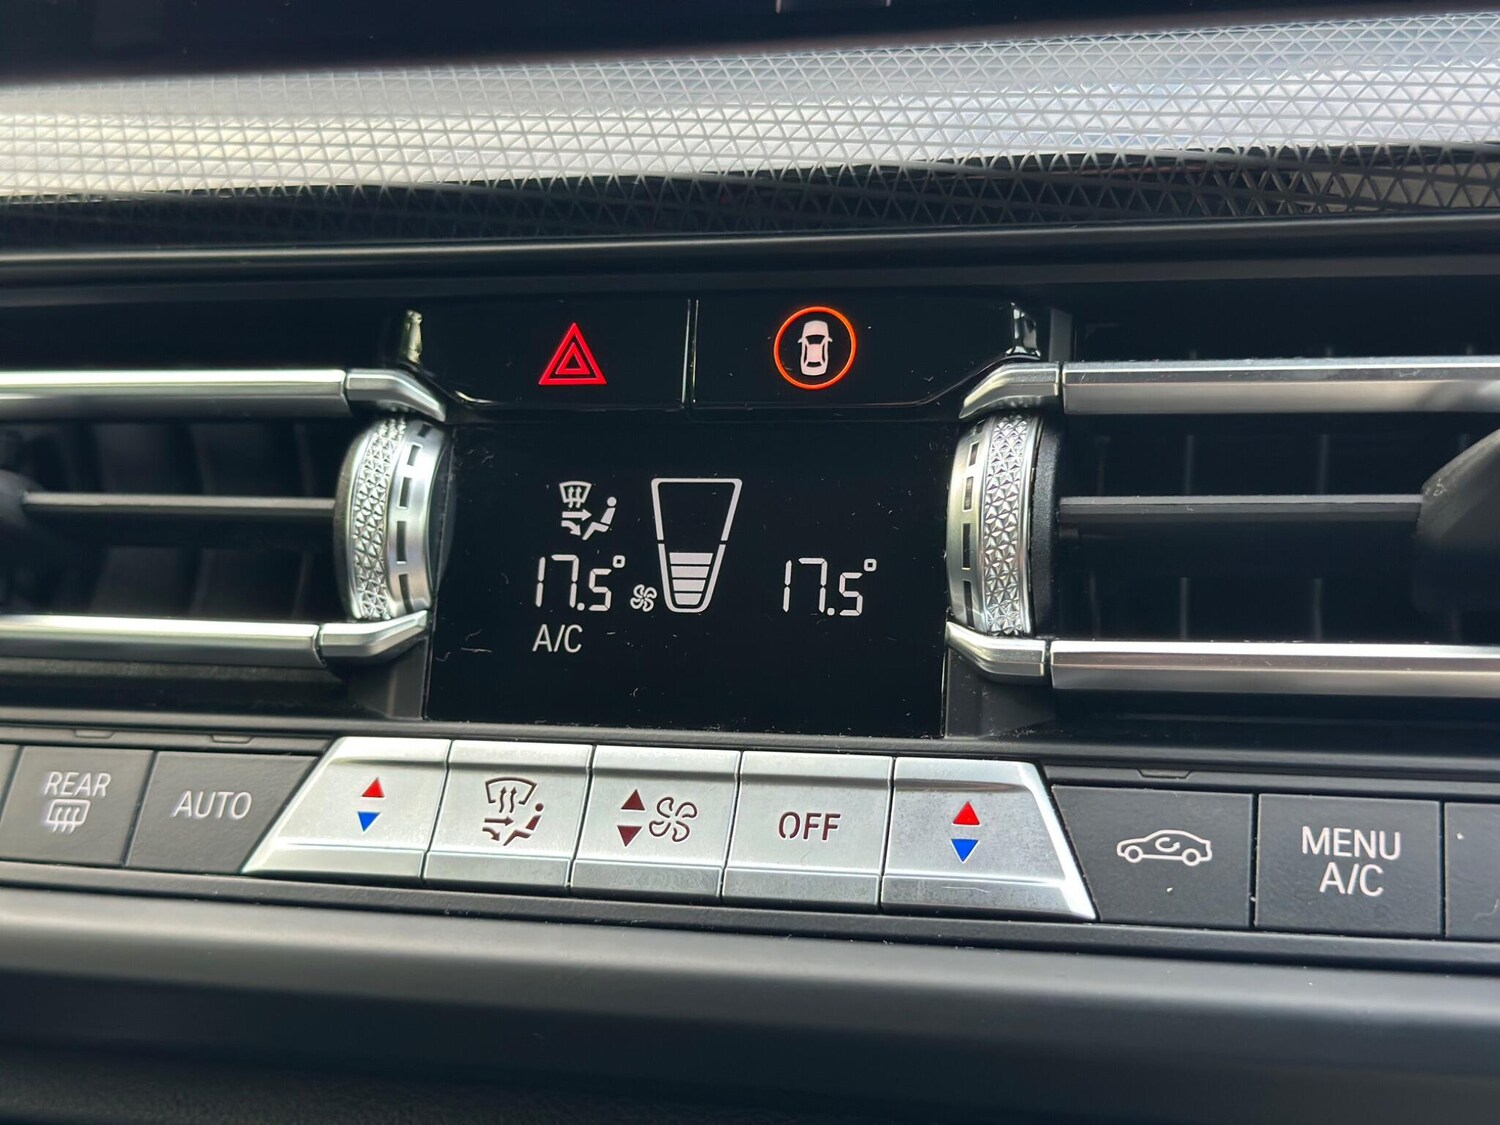 17.5° 17.5°
A/C
REAR
AUTO
OFF
MENU
A/C